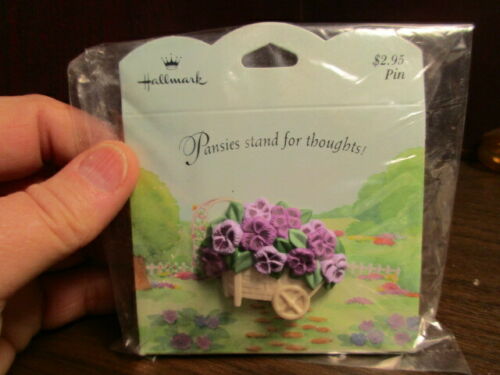 Hallmark
$2.95
Pin
Pansies stand for thoughts!